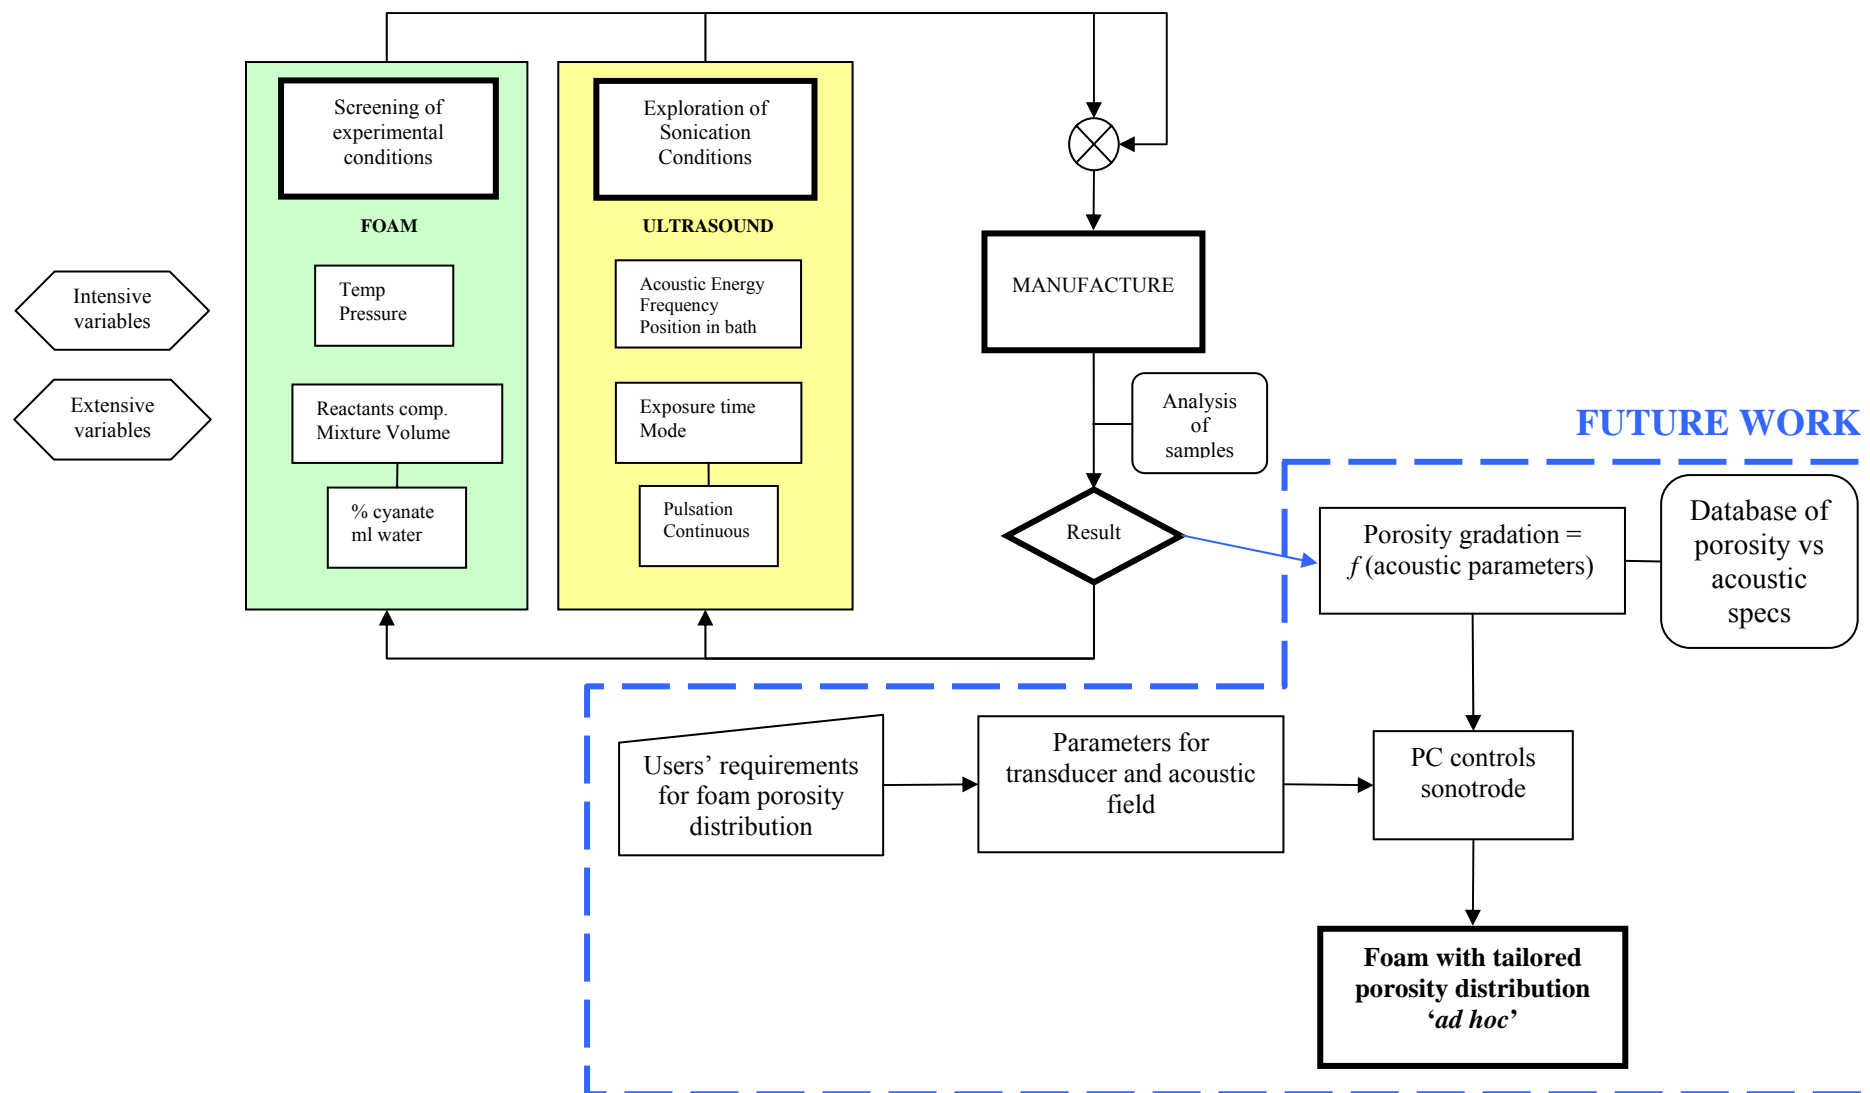 Screening of
experimental
conditions
FOAM
Temp
Pressure
Reactants comp.
Mixture Volume
% cyanate
ml water
Exploration of
Sonication
Conditions
ULTRASOUND
Acoustic Energy
Frequency
Position in bath
Exposure time
Mode
Pulsation
Continuous
Intensive
variables
Extensive
variables
MANUFACTURE
Analysis
of
samples
Result
FUTURE WORK
Porosity gradation =
f (acoustic parameters)
Database of
porosity vs
acoustic
specs
Users’ requirements
for foam porosity
distribution
Parameters for
transducer and acoustic
field
PC controls
sonotrode
Foam with tailored
porosity distribution
‘ad hoc’